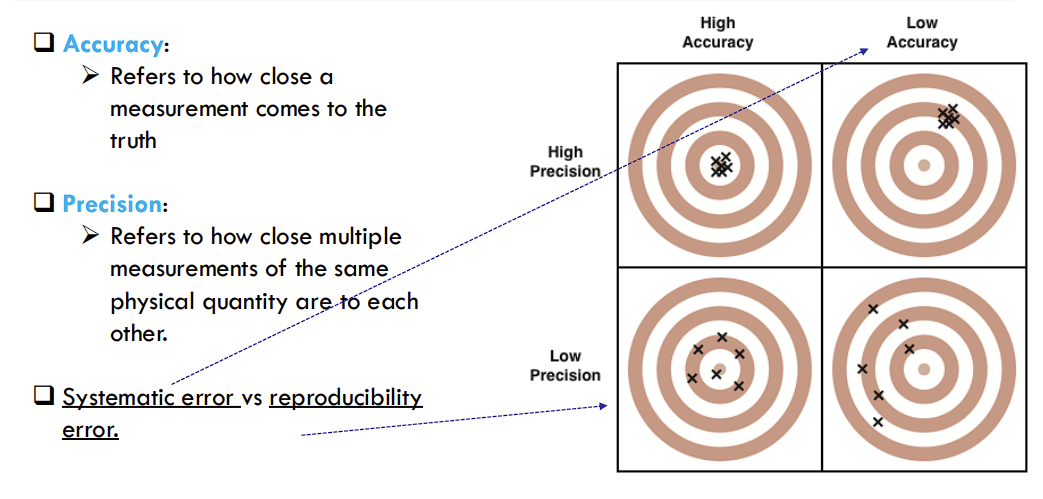 ❑ Accuracy:
➢ Refers to how close a
measurement comes to the
truth
❑ Precision:
➢ Refers to how close multiple
measurements of the same
physical quantity are to each
other.
❑ Systematic error vs reproducibility
error.
High
Accuracy
Low
Accuracy
High
Precision
Low
Precision